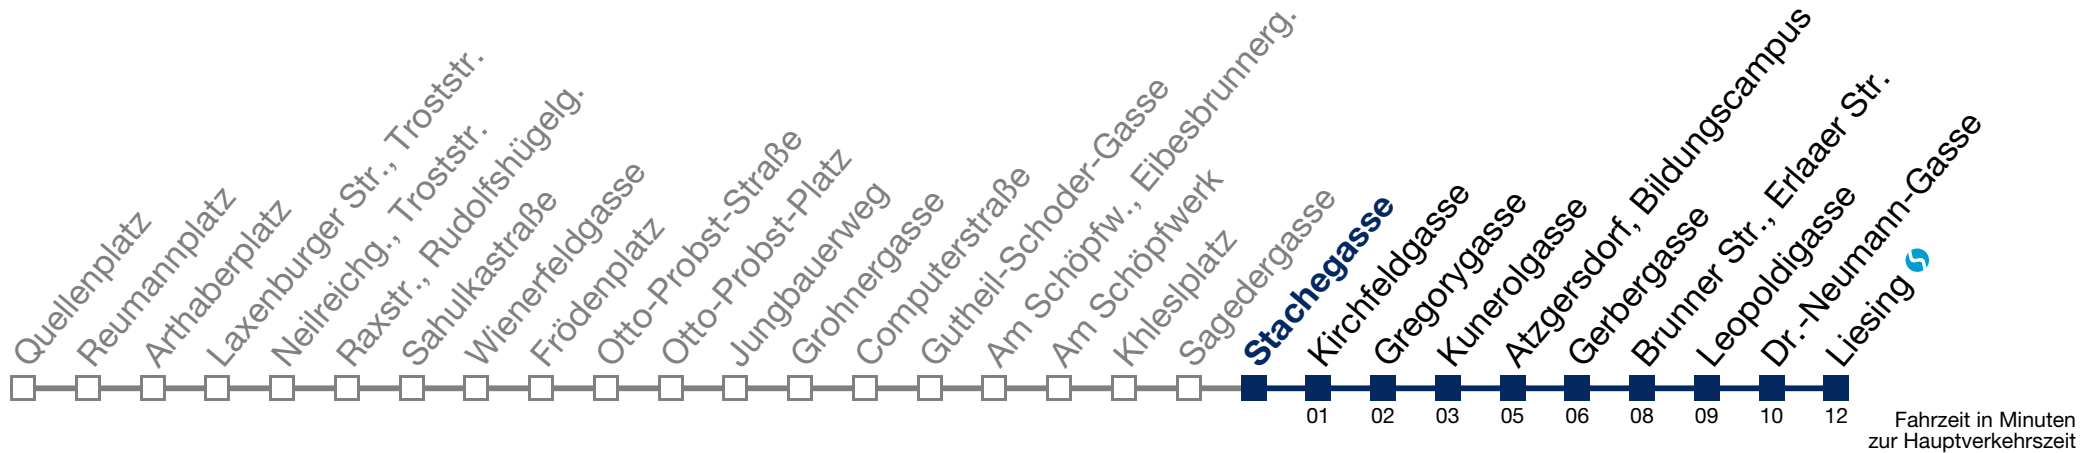 Quellenplatz
Reumannplatz
Arthaberplatz
Laxenburger Str., Troststr.
Neilreichg., Troststr.
Raxstr., Rudolfshügelg.
Sahulkastraße
Wienerfeldgasse
Frödenplatz
Otto-Probst-Straße
Otto-Probst-Platz
Jungbauerweg
Grohnergasse
Computerstraße
Gutheil-Schoder-Gasse
Am Schöpfw., Eibesbrunnerg.
Am Schöpfwerk
Khleslplatz
Sagedergasse
Stachegasse
Kirchfeldgasse
Gregorygasse
Kunerolgasse
Atzgersdorf, Bildungscampus
Gerbergasse
Brunner Str., Erlaaer Str.
Leopoldigasse
Dr.-Neumann-Gasse
Liesing
01 02 03 05 06 08 09 10 12
Fahrzeit in Minuten
zur Hauptverkehrszeit